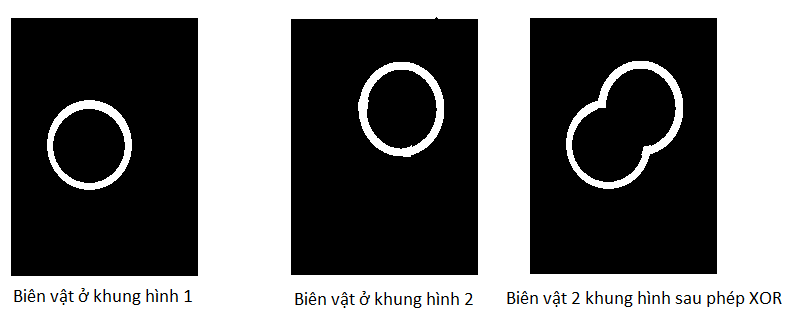 Biên vật ở khung hình 1
Biên vật ở khung hình 2
Biên vật 2 khung hình sau phép XOR